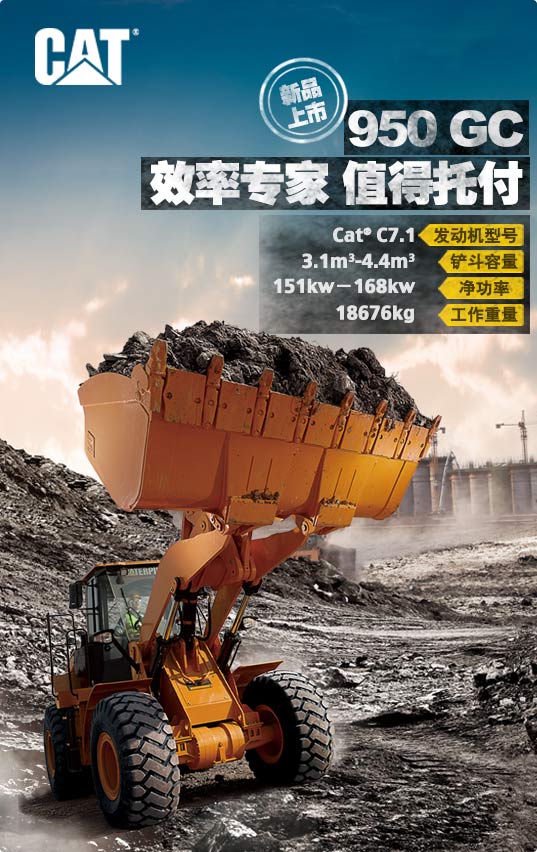 CAT®
新品
上市
950 GC
效率专家 值得托付
Cat® C7.1 发动机型号
3.1m³-4.4m³ 铲斗容量
151kw－168kw 净功率
18676kg 工作重量